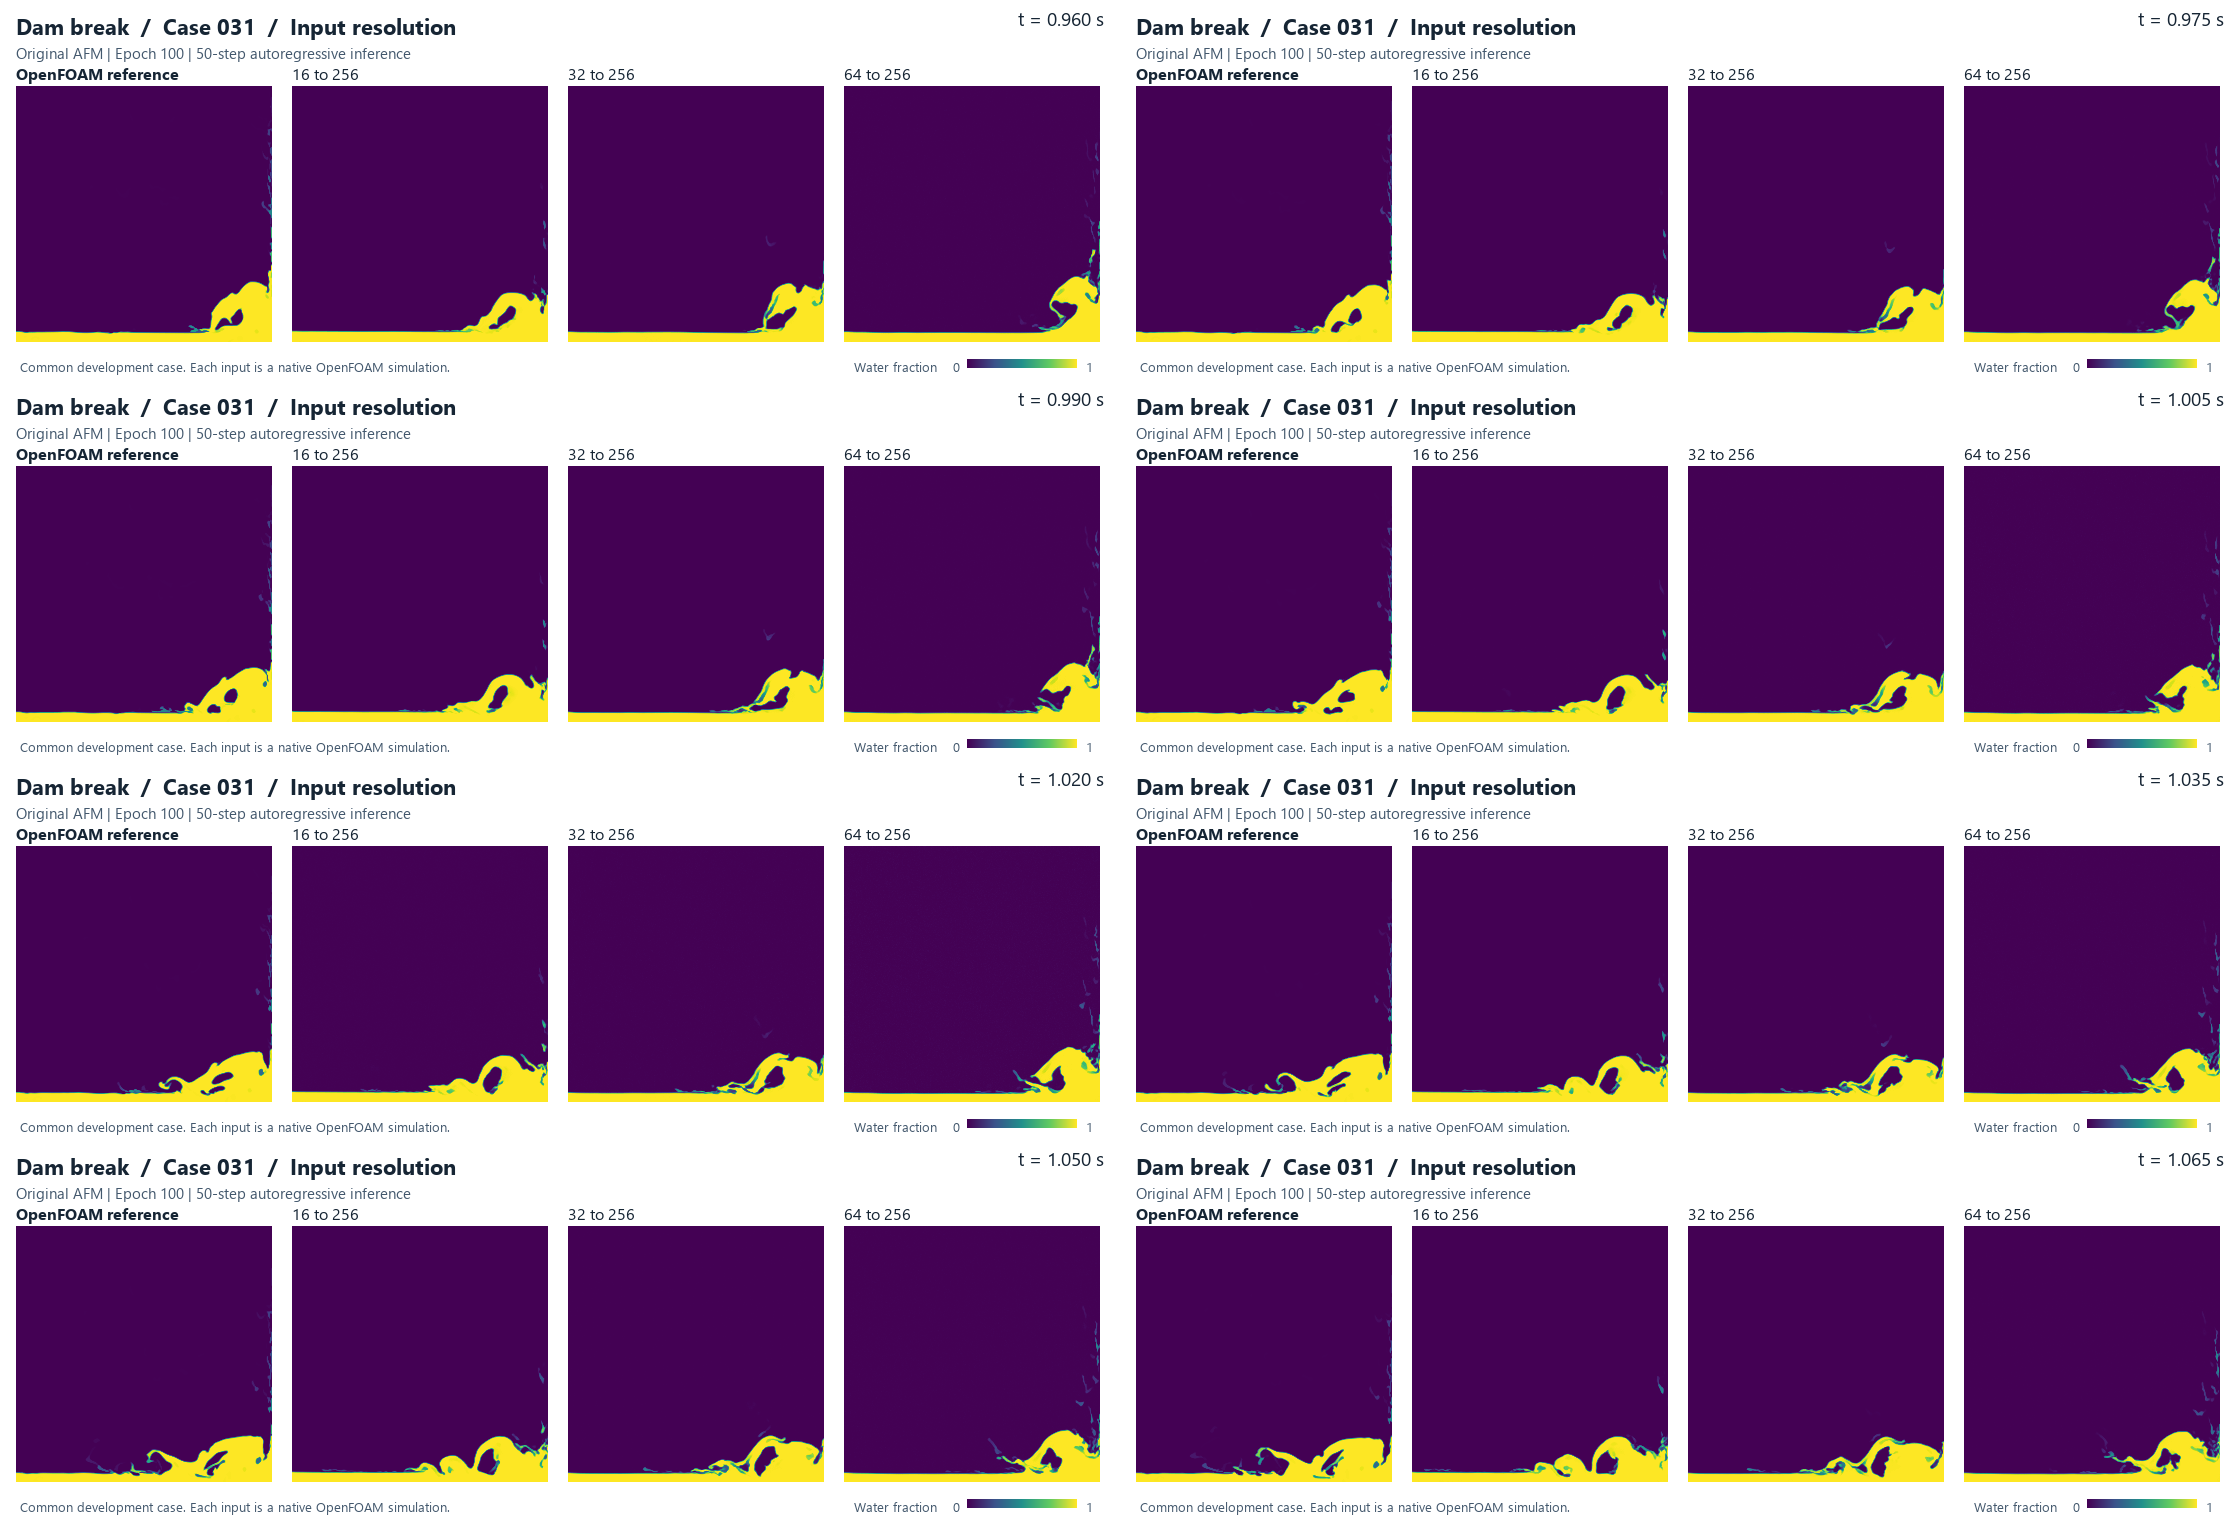 Dam break / Case 031 / Input resolution
t = 0.960 s
Original AFM | Epoch 100 | 50-step autoregressive inference
OpenFOAM reference
16 to 256
32 to 256
64 to 256
Common development case. Each input is a native OpenFOAM simulation.
Water fraction 0 1
Dam break / Case 031 / Input resolution
t = 0.975 s
Original AFM | Epoch 100 | 50-step autoregressive inference
OpenFOAM reference
16 to 256
32 to 256
64 to 256
Common development case. Each input is a native OpenFOAM simulation.
Water fraction 0 1
Dam break / Case 031 / Input resolution
t = 0.990 s
Original AFM | Epoch 100 | 50-step autoregressive inference
OpenFOAM reference
16 to 256
32 to 256
64 to 256
Common development case. Each input is a native OpenFOAM simulation.
Water fraction 0 1
Dam break / Case 031 / Input resolution
t = 1.005 s
Original AFM | Epoch 100 | 50-step autoregressive inference
OpenFOAM reference
16 to 256
32 to 256
64 to 256
Common development case. Each input is a native OpenFOAM simulation.
Water fraction 0 1
Dam break / Case 031 / Input resolution
t = 1.020 s
Original AFM | Epoch 100 | 50-step autoregressive inference
OpenFOAM reference
16 to 256
32 to 256
64 to 256
Common development case. Each input is a native OpenFOAM simulation.
Water fraction 0 1
Dam break / Case 031 / Input resolution
t = 1.035 s
Original AFM | Epoch 100 | 50-step autoregressive inference
OpenFOAM reference
16 to 256
32 to 256
64 to 256
Common development case. Each input is a native OpenFOAM simulation.
Water fraction 0 1
Dam break / Case 031 / Input resolution
t = 1.050 s
Original AFM | Epoch 100 | 50-step autoregressive inference
OpenFOAM reference
16 to 256
32 to 256
64 to 256
Common development case. Each input is a native OpenFOAM simulation.
Water fraction 0 1
Dam break / Case 031 / Input resolution
t = 1.065 s
Original AFM | Epoch 100 | 50-step autoregressive inference
OpenFOAM reference
16 to 256
32 to 256
64 to 256
Common development case. Each input is a native OpenFOAM simulation.
Water fraction 0 1